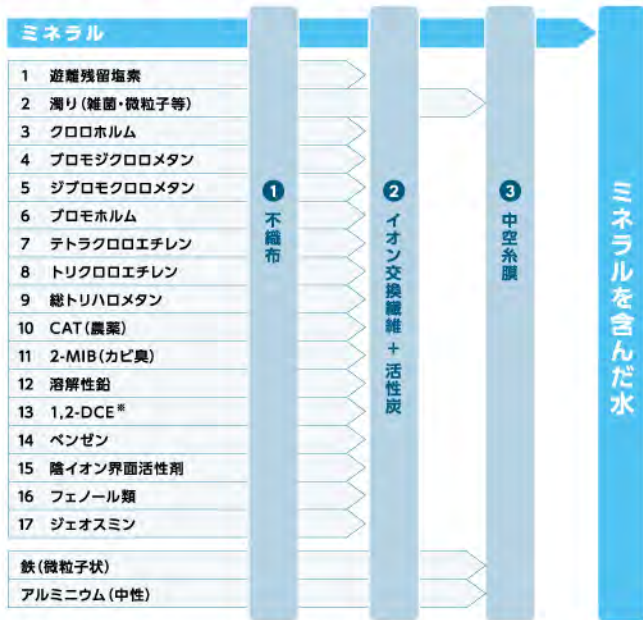 ミネラル
1 遊離残留塩素
2 濁り(雑菌・微粒子等)
3 クロロホルム
4 ブロモジクロロメタン
5 ジブロモクロロメタン
6 ブロモホルム
7 テトラクロロエチレン
8 トリクロロエチレン
9 総トリハロメタン
10 CAT(農薬)
11 2-MIB(カビ臭)
12 溶解性鉛
13 1,2-DCE※
14 ベンゼン
15 陰イオン界面活性剤
16 フェノール類
17 ジェオスミン
鉄(微粒子状)
アルミニウム(中性)
❶ 不織布
❷ イオン交換繊維 + 活性炭
❸ 中空糸膜
ミネラルを含んだ水